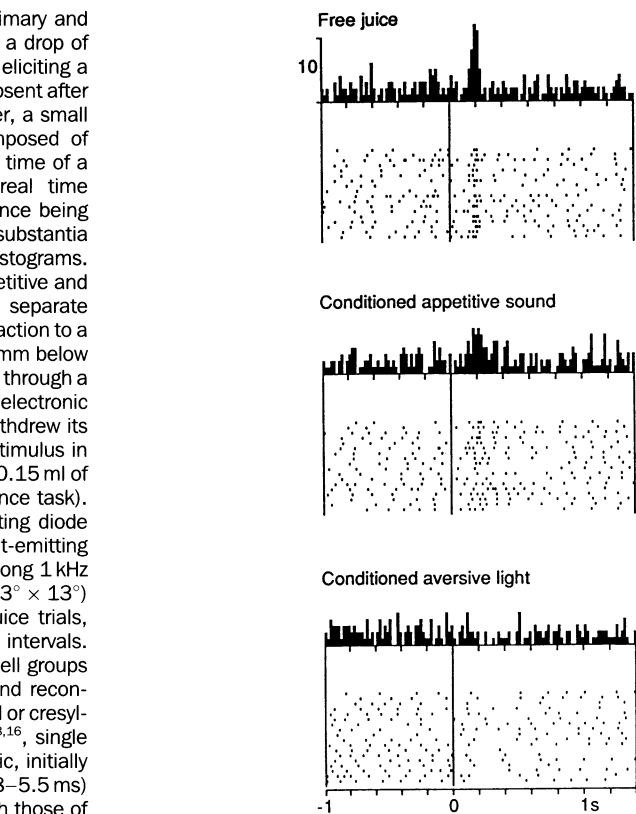 imary and
a drop of
eliciting a
sent after
er, a small
nposed of
time of a
real time
nce being
substantia
stograms.
etitive and
separate
action to a
mm below
through a
electronic
thdrew its
timulus in
0.15 ml of
nce task).
ting diode
t-emitting
ong 1 kHz
3° × 13°)
uice trials,
intervals.
ell groups
nd recon-
l or cresyl-
3,16, single
ic, initially
3–5.5 ms)
h those of
Free juice
10
Conditioned appetitive sound
Conditioned aversive light
-1 0 1s